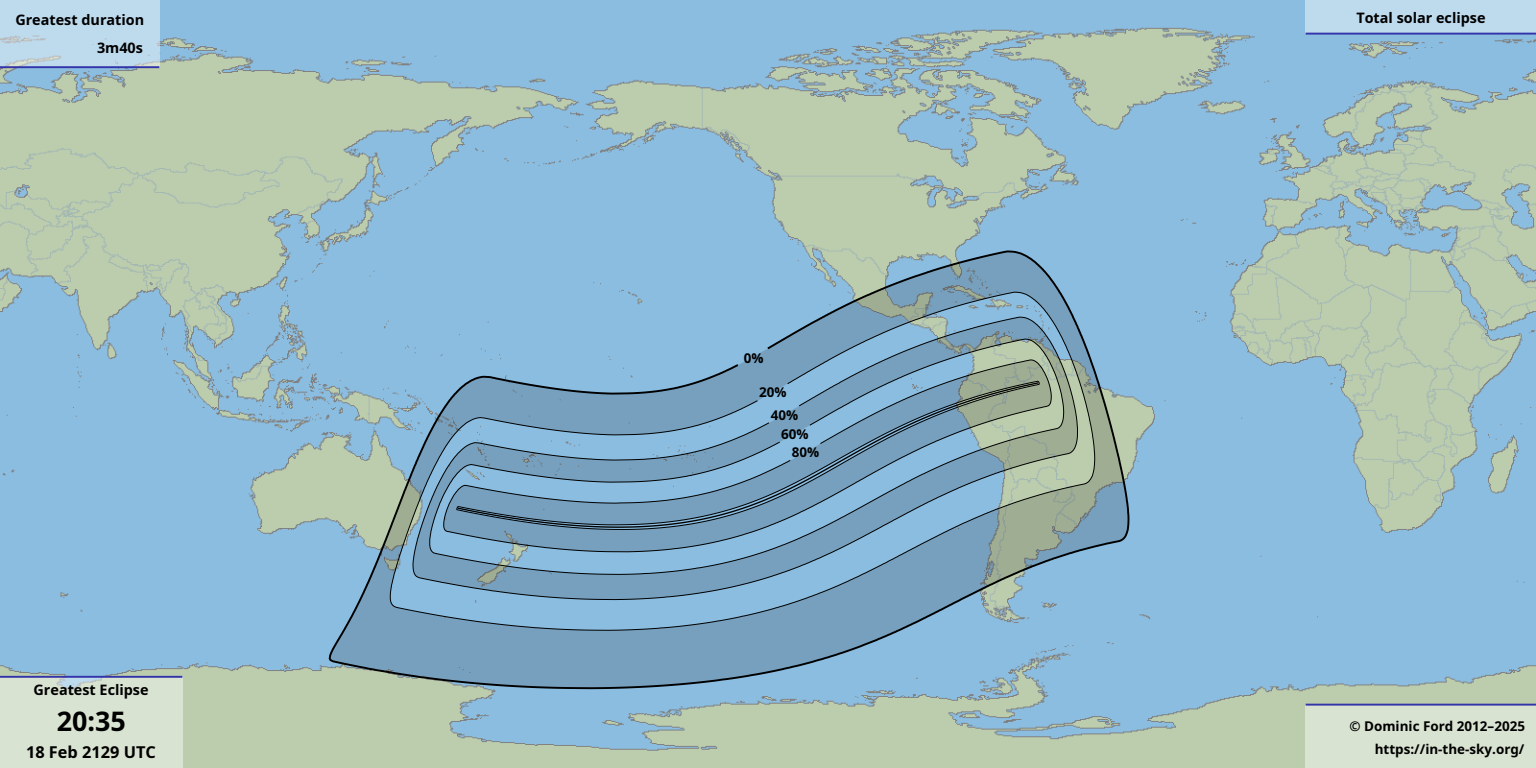 Greatest duration
3m40s
Total solar eclipse
0%
20%
40%
60%
80%
Greatest Eclipse
20:35
18 Feb 2129 UTC
© Dominic Ford 2012–2025
https://in-the-sky.org/